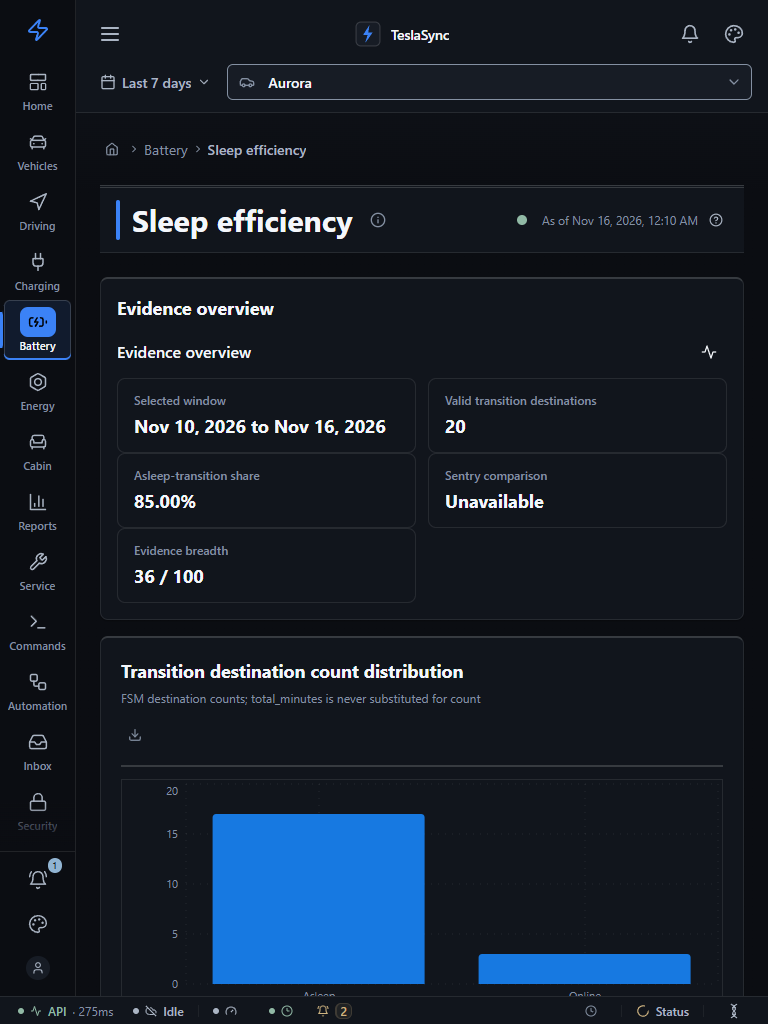 TeslaSync
Last 7 days
Aurora
Home
Vehicles
Driving
Charging
Battery
Energy
Cabin
Reports
Service
Commands
Automation
Inbox
Security
1
Battery
Sleep efficiency
Sleep efficiency
As of Nov 16, 2026, 12:10 AM
Evidence overview
Evidence overview
Selected window
Nov 10, 2026 to Nov 16, 2026
Valid transition destinations
20
Asleep-transition share
85.00%
Sentry comparison
Unavailable
Evidence breadth
36 / 100
Transition destination count distribution
FSM destination counts; total_minutes is never substituted for count
20
15
10
5
0
Asleep
Online
API · 275ms
Idle
2
Status